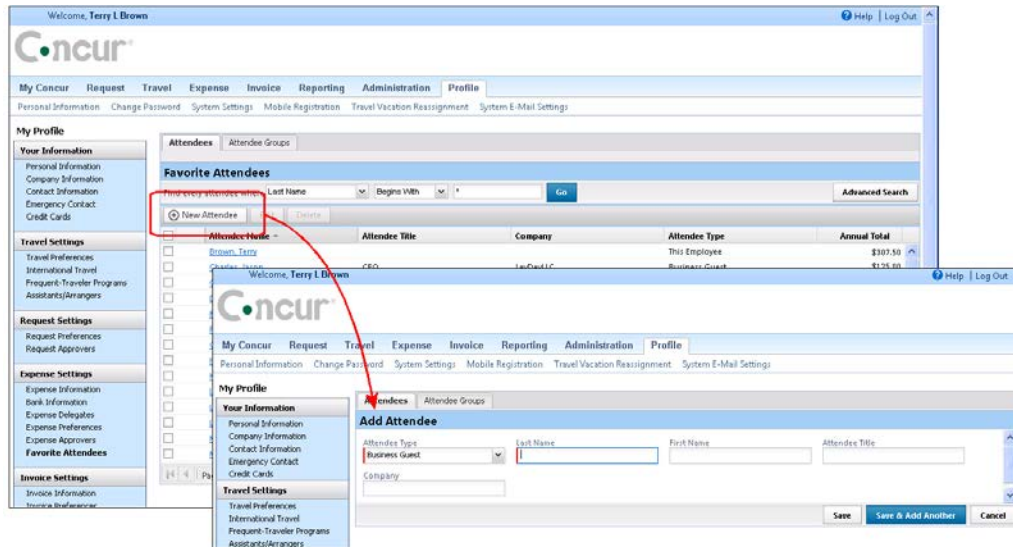 Welcome, Terry L Brown
Help | Log Out
Concur
My Concur Request Travel Expense Invoice Reporting Administration Profile
Personal Information Change Password System Settings Mobile Registration Travel Vacation Reassignment System E-Mail Settings
My Profile
Your Information
Personal Information
Company Information
Contact Information
Emergency Contact
Credit Cards
Travel Settings
Travel Preferences
International Travel
Frequent-Traveler Programs
Assistants/Arrangers
Request Settings
Request Preferences
Request Approvers
Expense Settings
Expense Information
Bank Information
Expense Delegates
Expense Preferences
Expense Approvers
Favorite Attendees
Invoice Settings
Invoice Information
Invoice Preferences
Attendees Attendee Groups
Favorite Attendees
Find every attendee where Last Name Begins With * Go Advanced Search
New Attendee Edit Delete
Attendee Name Attendee Title Company Attendee Type Annual Total
Brown, Terry This Employee $307.50
Charles, Jason CEO Business Guest $125.00
Welcome, Terry L Brown
Help | Log Out
Concur
My Concur Request Travel Expense Invoice Reporting Administration Profile
Personal Information Change Password System Settings Mobile Registration Travel Vacation Reassignment System E-Mail Settings
My Profile
Your Information
Personal Information
Company Information
Contact Information
Emergency Contact
Credit Cards
Travel Settings
Travel Preferences
International Travel
Frequent-Traveler Programs
Assistants/Arrangers
Attendees Attendee Groups
Add Attendee
Attendee Type Last Name First Name Attendee Title
Business Guest
Company
Save Save & Add Another Cancel